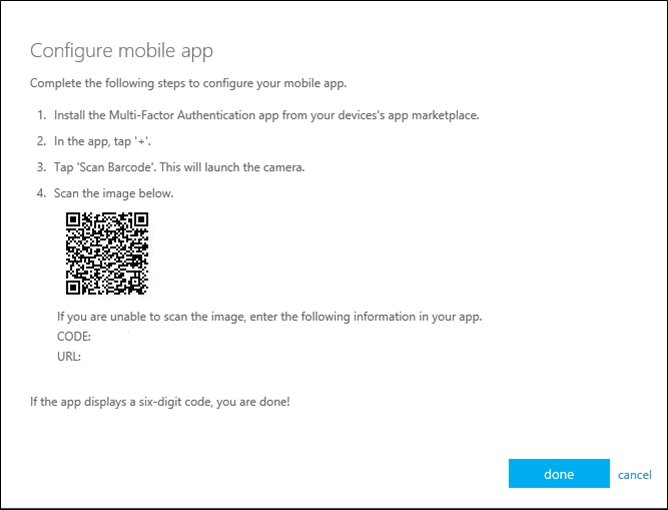 Configure mobile app
Complete the following steps to configure your mobile app.
1. Install the Multi-Factor Authentication app from your devices's app marketplace.
2. In the app, tap '+'.
3. Tap 'Scan Barcode'. This will launch the camera.
4. Scan the image below.
If you are unable to scan the image, enter the following information in your app.
CODE:
URL:
If the app displays a six-digit code, you are done!
done
cancel